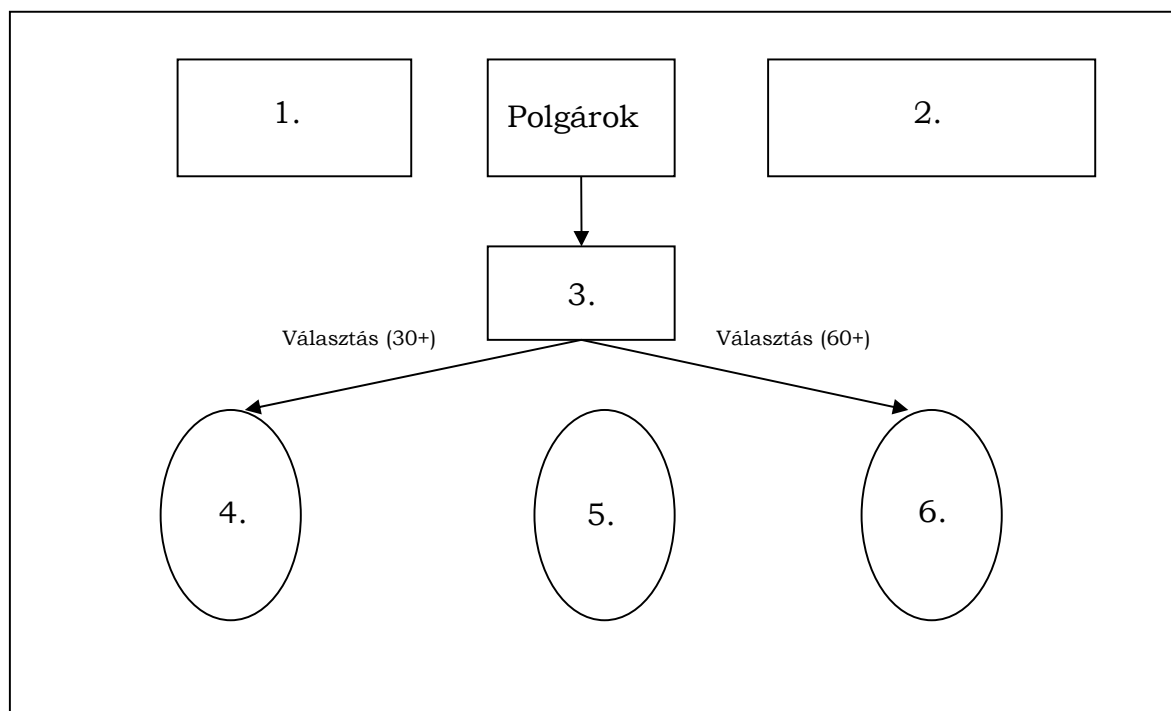 1.
Polgárok
2.
3.
Választás (30+)
Választás (60+)
4.
5.
6.